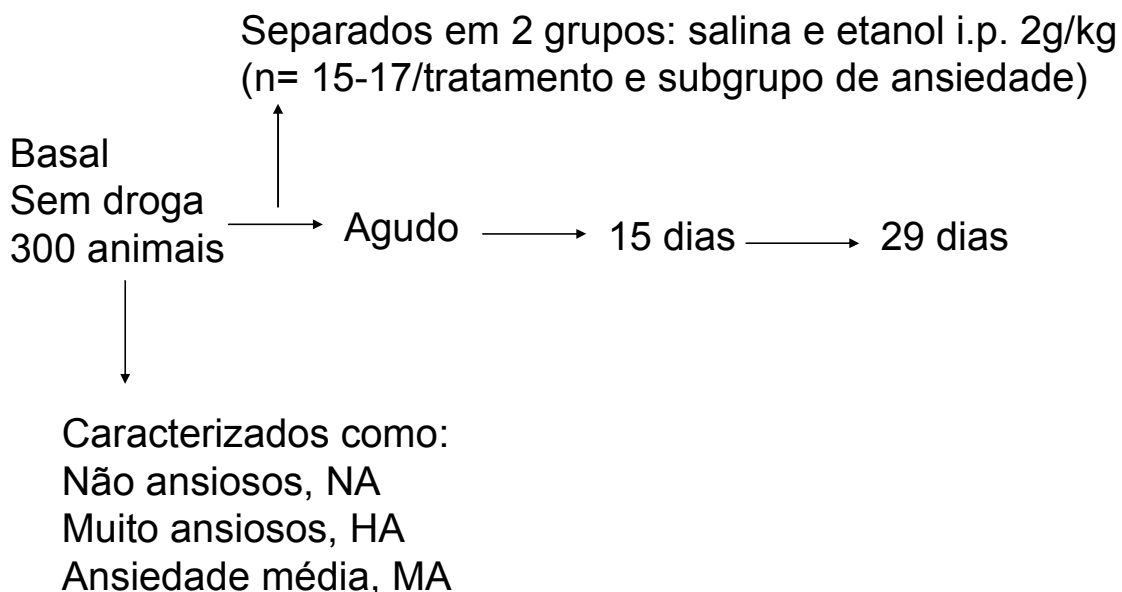 Separados em 2 grupos: salina e etanol i.p. 2g/kg
(n= 15-17/tratamento e subgrupo de ansiedade)
Basal
Sem droga
300 animais
Agudo
15 dias
29 dias
Caracterizados como:
Não ansiosos, NA
Muito ansiosos, HA
Ansiedade média, MA